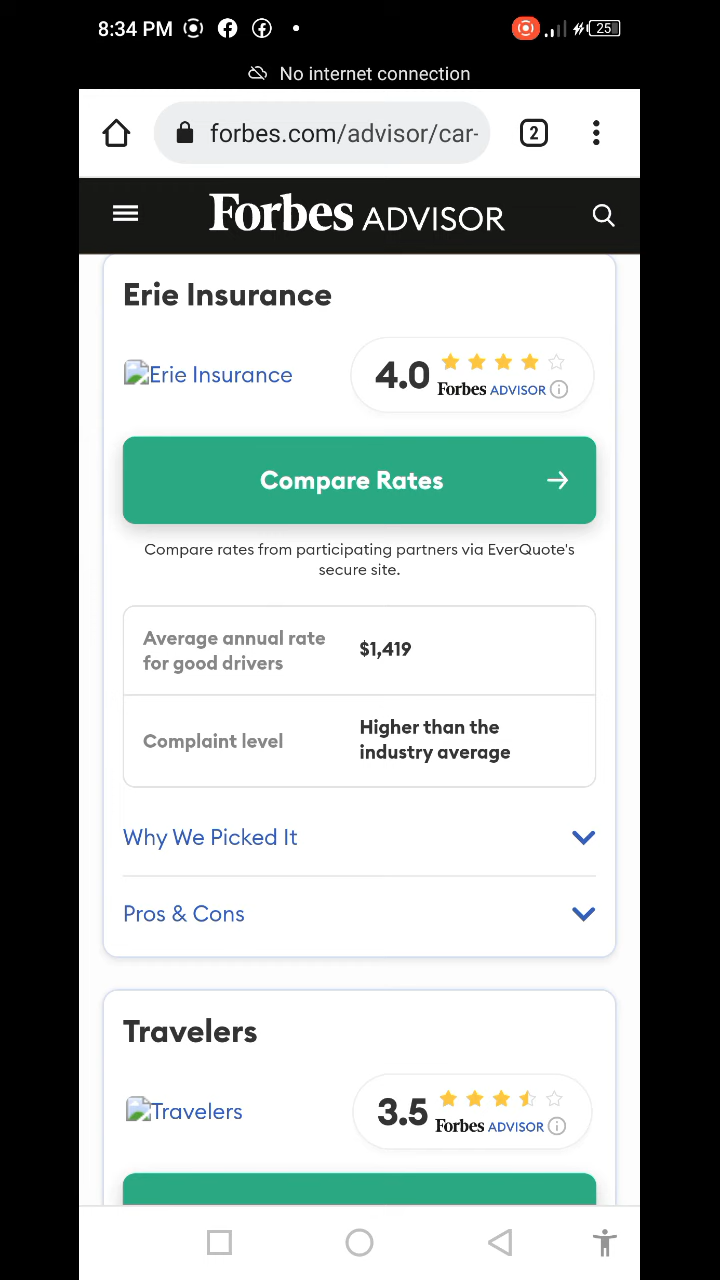 8:34 PM
25
No internet connection
forbes.com/advisor/car-
2
Forbes ADVISOR
Erie Insurance
Erie Insurance
4.0
Forbes ADVISOR
Compare Rates
Compare rates from participating partners via EverQuote's
secure site.
Average annual rate
for good drivers
$1,419
Complaint level
Higher than the
industry average
Why We Picked It
Pros & Cons
Travelers
Travelers
3.5
Forbes ADVISOR